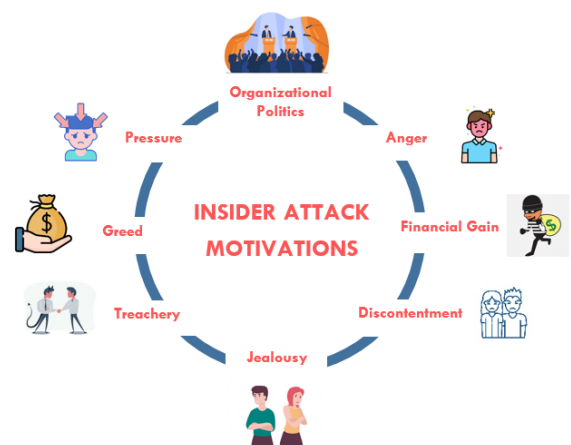 Organizational
Politics
Pressure
Anger
INSIDER ATTACK
MOTIVATIONS
Greed
$
Financial Gain
$
Treachery
Discontentment
Jealousy